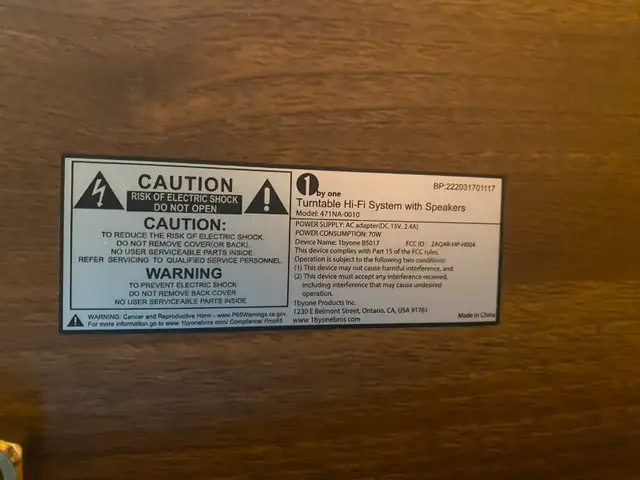 CAUTION
RISK OF ELECTRIC SHOCK
DO NOT OPEN
CAUTION:
TO REDUCE THE RISK OF ELECTRIC SHOCK.
DO NOT REMOVE COVER(OR BACK).
NO USER SERVICEABLE PARTS INSIDE.
REFER SERVICING TO QUALIFIED SERVICE PERSONNEL.
WARNING
TO PREVENT ELECTRIC SHOCK
DO NOT REMOVE BACK COVER
NO USER SERVICEABLE PARTS INSIDE
WARNING: Cancer and Reproductive Harm - www.P65Warnings.ca.gov.
For more information go to www.1byonebros.com/ Compliance/ Prop65
1 by one
BP:222031701117
Turntable Hi-Fi System with Speakers
Model: 471NA-0010
POWER SUPPLY: AC adapter(DC 15V, 2.4A)
POWER CONSUMPTION: 70W
Device Name: 1byone 85017 FCC ID: 2AQ4R-HP-H004
This device complies with Part 15 of the FCC rules.
Operation is subject to the following two conditions:
(1) This device may not cause harmful interference, and
(2) This device must accept any interference received,
including interference that may cause undesired
operation.
1byone Products Inc.
1230 E Belmont Street, Ontario, CA, USA 91761
www.1byonebros.com
Made in China